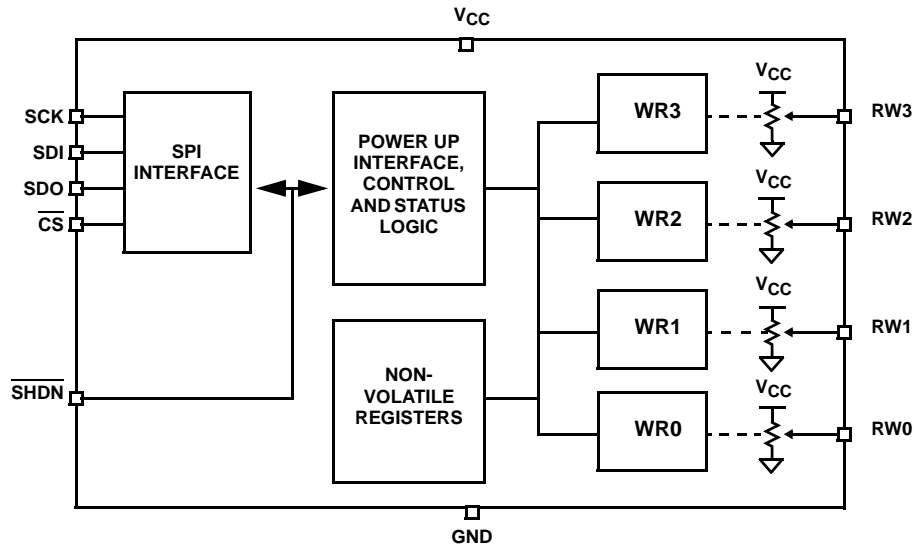 VCC
SCK
SDI
SDO
CS
SHDN
SPI
INTERFACE
POWER UP
INTERFACE,
CONTROL
AND STATUS
LOGIC
NON-
VOLATILE
REGISTERS
WR3
VCC
RW3
WR2
VCC
RW2
WR1
VCC
RW1
WR0
VCC
RW0
GND